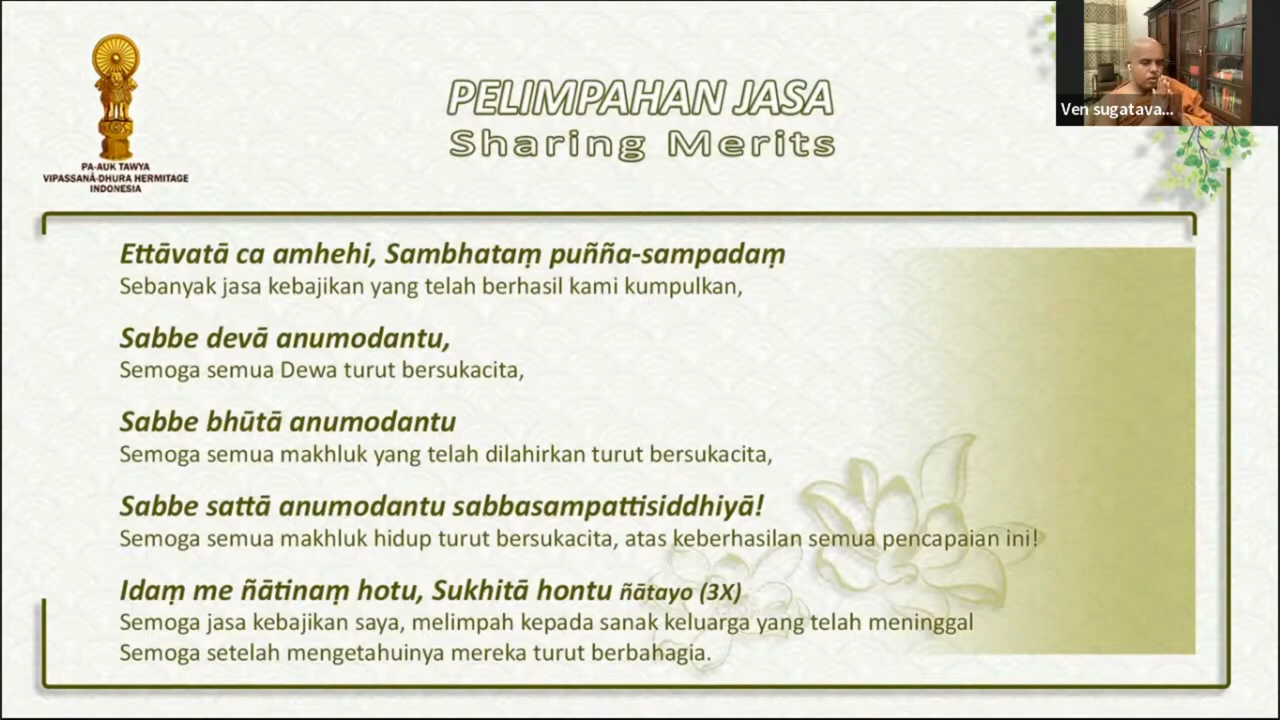 PELIMPAHAN JASA
Sharing Merits
Ven sugatava...
PA-AUK TAWYA
VIPASSANĀ-DHURA HERMITAGE
INDONESIA
Ettāvatā ca amhehi, Sambhataṃ puñña-sampadaṃ
Sebanyak jasa kebajikan yang telah berhasil kami kumpulkan,
Sabbe devā anumodantu,
Semoga semua Dewa turut bersukacita,
Sabbe bhūtā anumodantu
Semoga semua makhluk yang telah dilahirkan turut bersukacita,
Sabbe sattā anumodantu sabbasampattisiddhiyā!
Semoga semua makhluk hidup turut bersukacita, atas keberhasilan semua pencapaian ini!
Idaṃ me ñātinaṃ hotu, Sukhitā hontu ñātayo (3X)
Semoga jasa kebajikan saya, melimpah kepada sanak keluarga yang telah meninggal
Semoga setelah mengetahuinya mereka turut berbahagia.